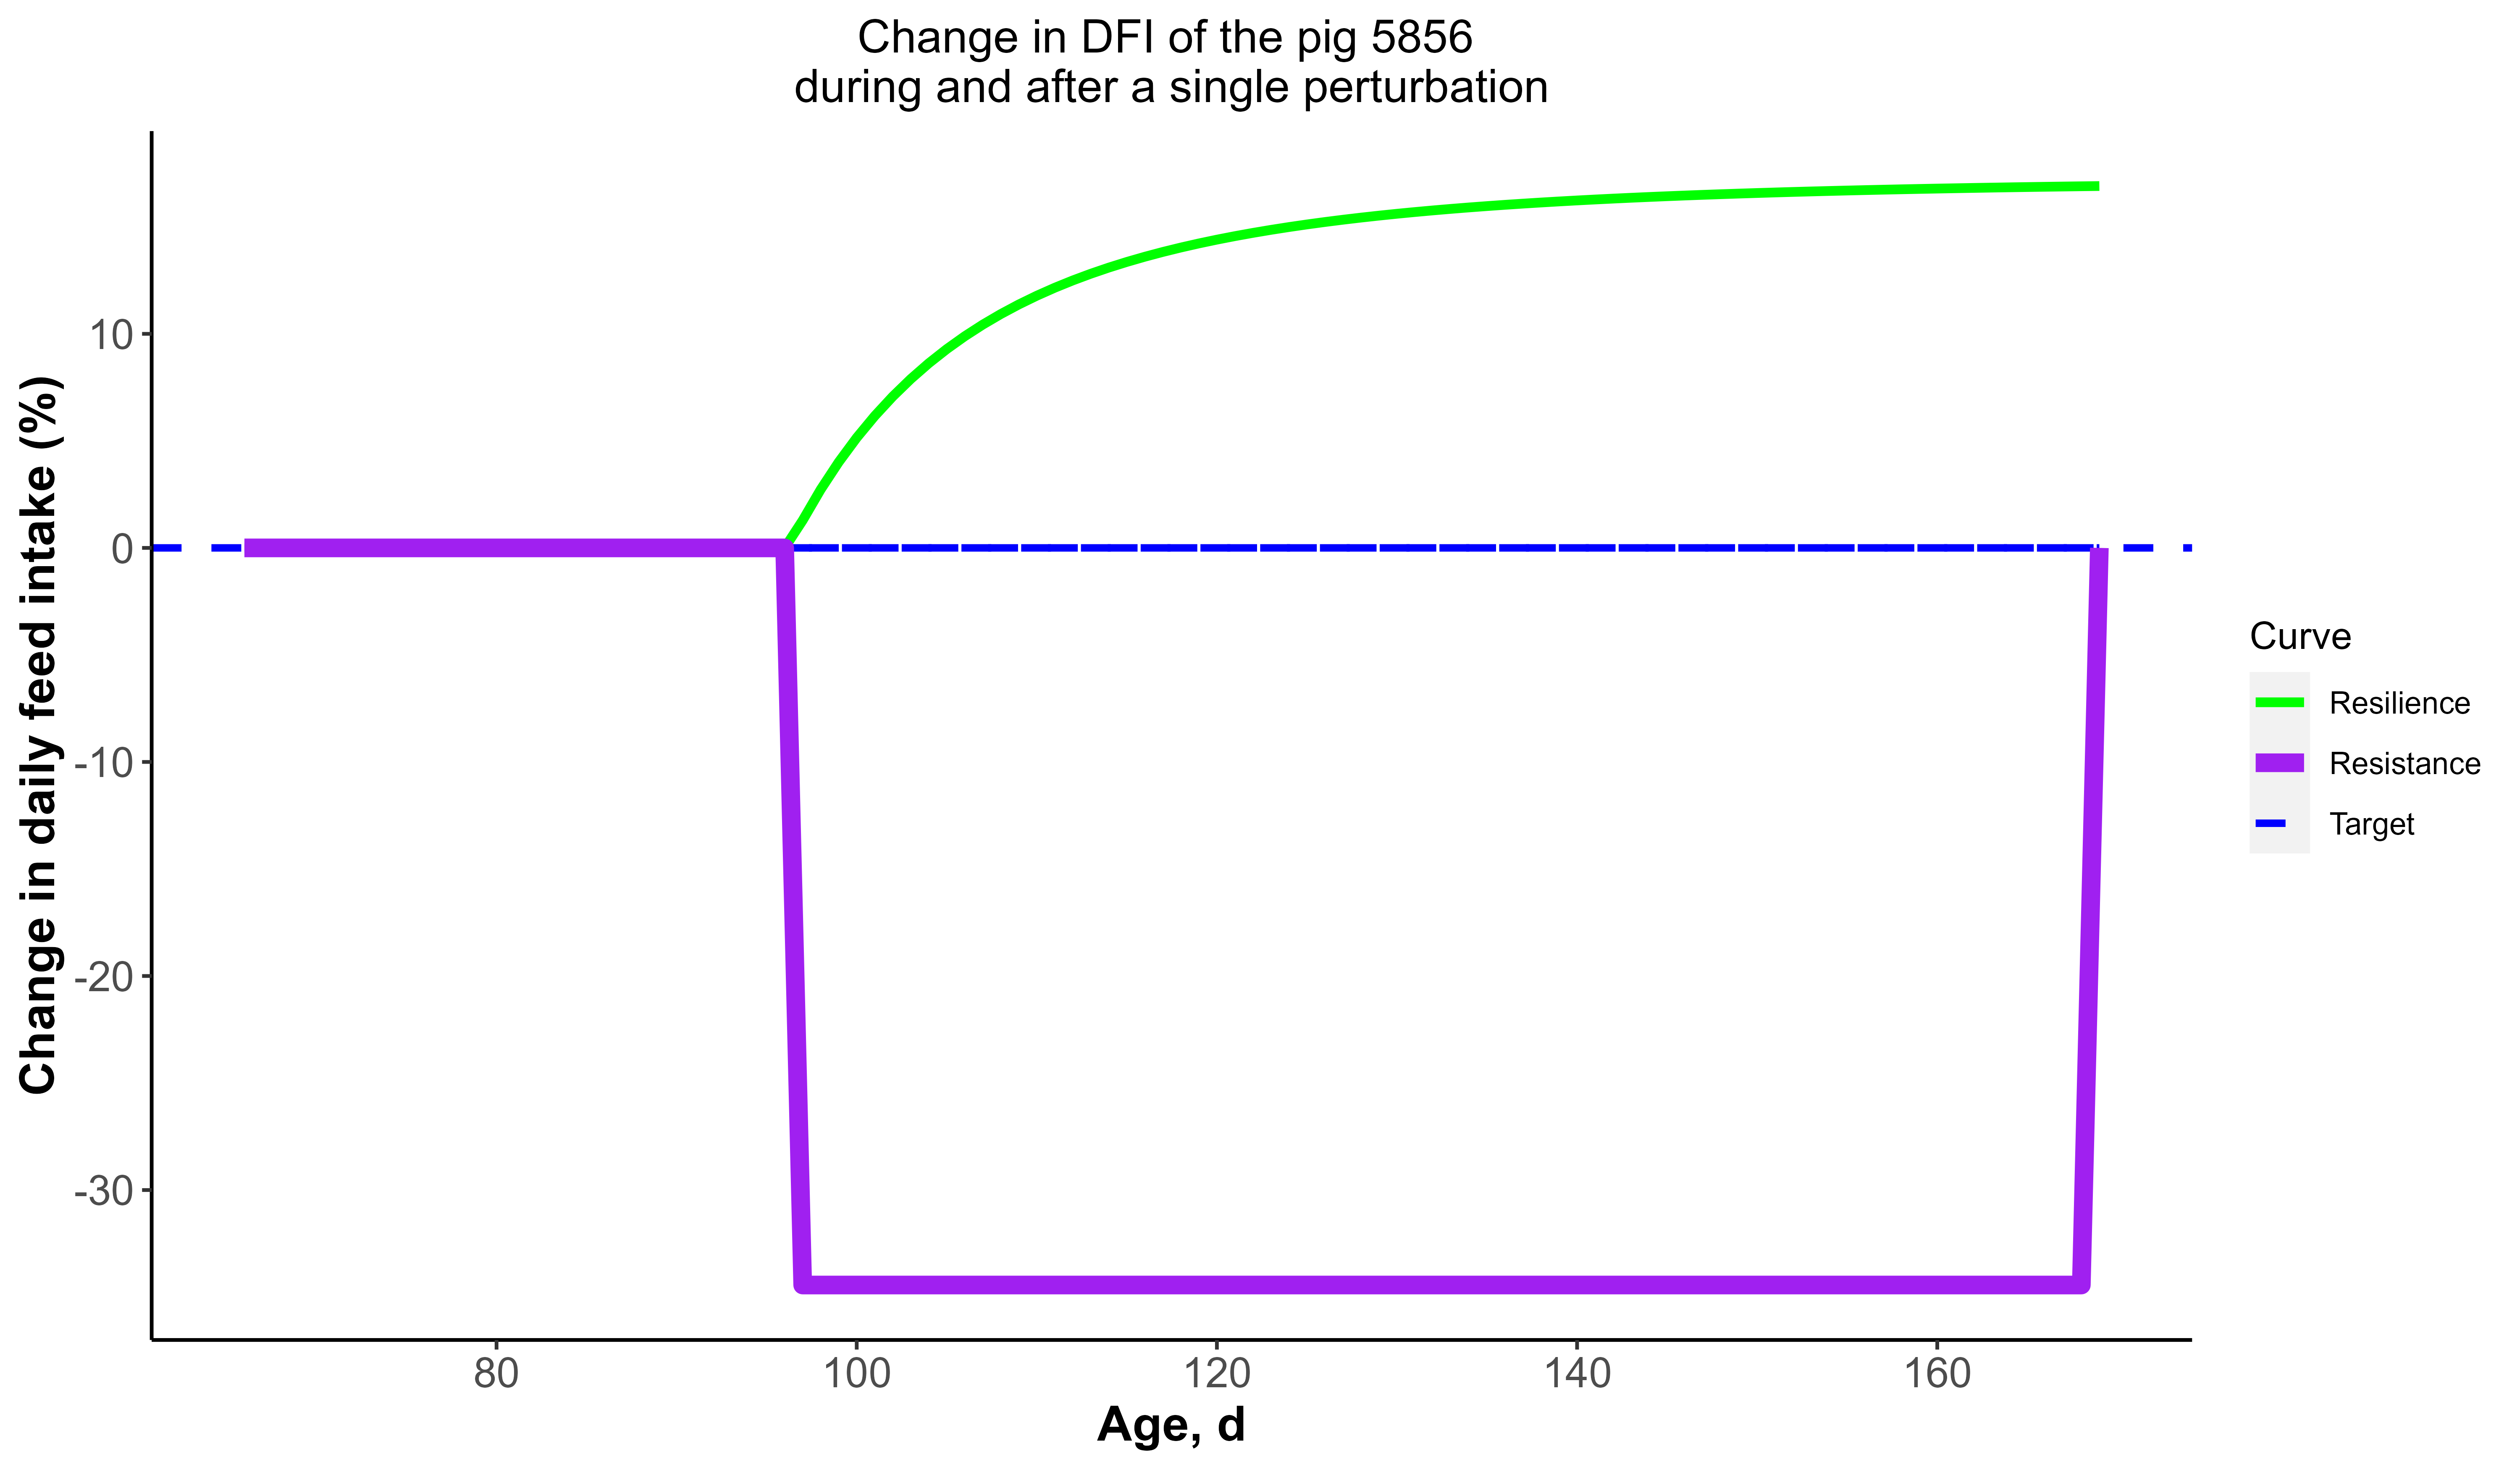 Change in DFI of the pig 5856
during and after a single perturbation
Change in daily feed intake (%)
10
0
-10
-20
-30
80
100
120
140
160
Age, d
Curve
Resilience
Resistance
Target